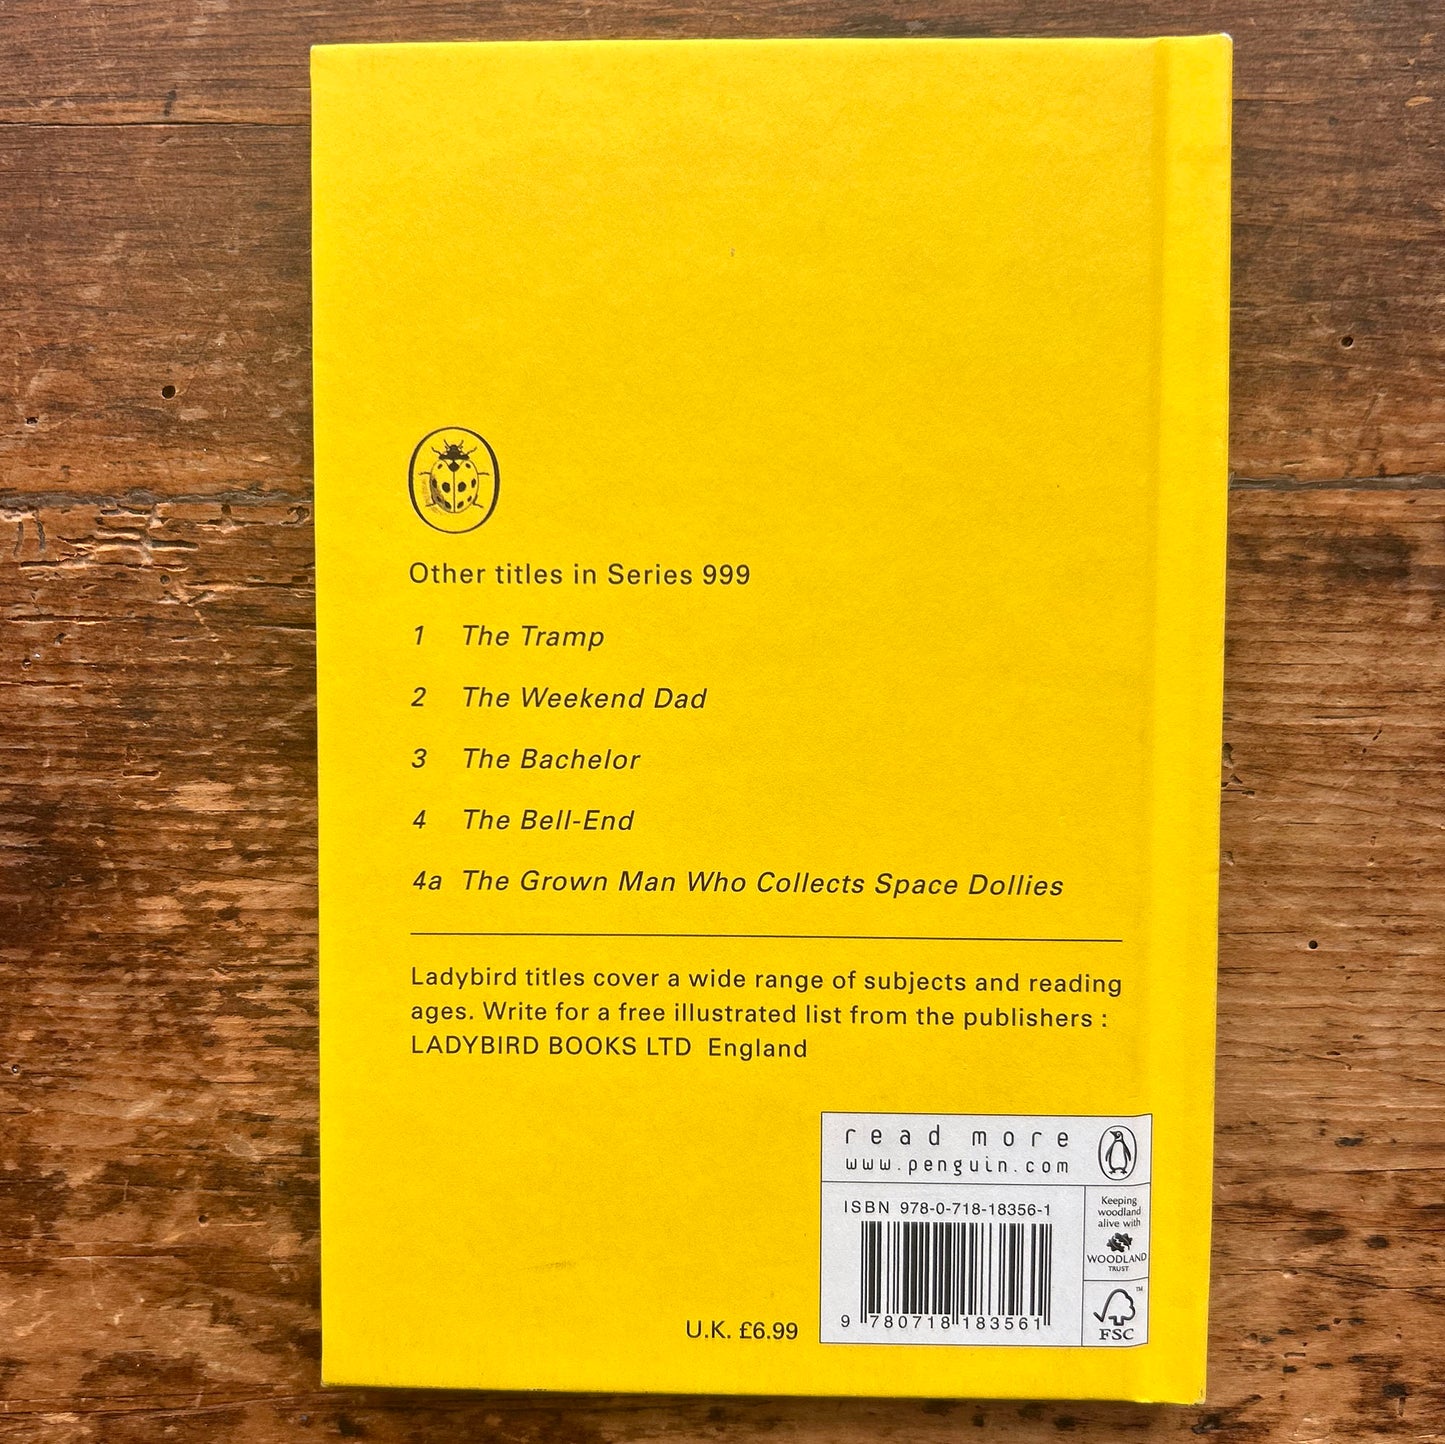 Other titles in Series 999
1 The Tramp
2 The Weekend Dad
3 The Bachelor
4 The Bell-End
4a The Grown Man Who Collects Space Dollies
Ladybird titles cover a wide range of subjects and reading
ages. Write for a free illustrated list from the publishers :
LADYBIRD BOOKS LTD England
read more
www.penguin.com
ISBN 978-0-718-18356-1
9 780718 183561
Keeping
woodland
alive with
WOODLAND
TRUST
TM
FSC
U.K. £6.99